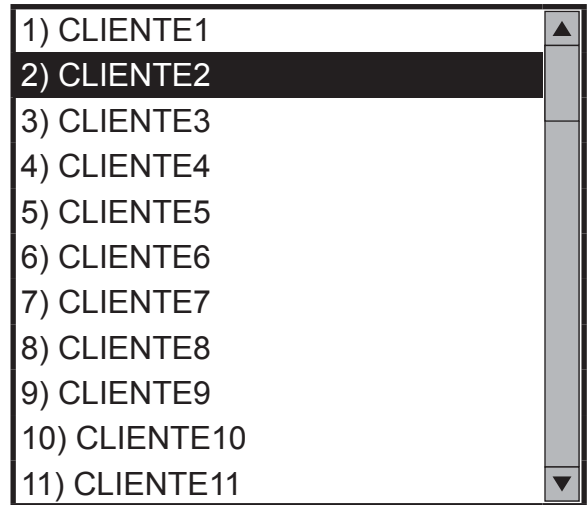 1) CLIENTE1
2) CLIENTE2
3) CLIENTE3
4) CLIENTE4
5) CLIENTE5
6) CLIENTE6
7) CLIENTE7
8) CLIENTE8
9) CLIENTE9
10) CLIENTE10
11) CLIENTE11